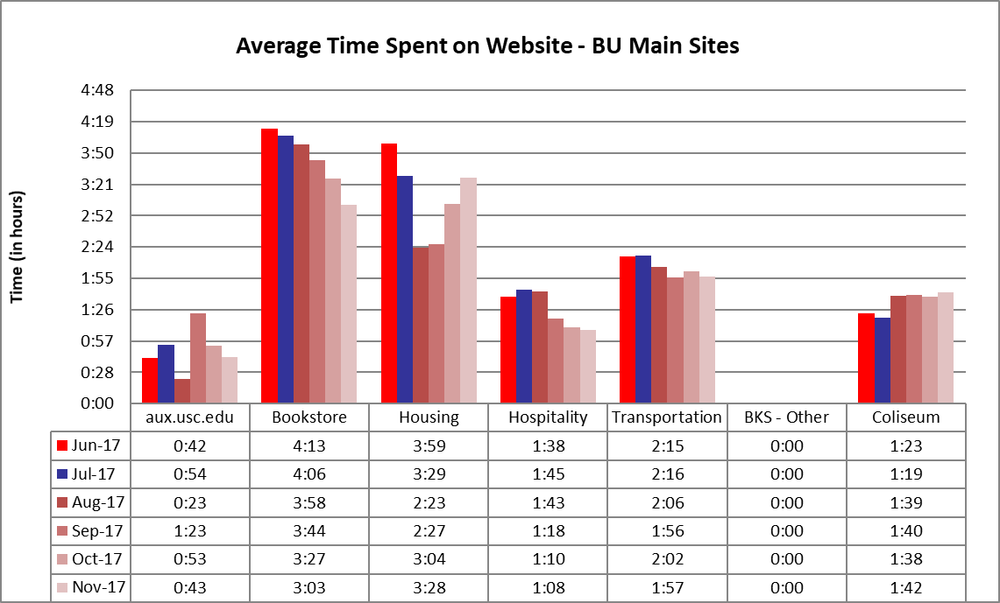 Average Time Spent on Website - BU Main Sites
Time (in hours)
4:48
4:19
3:50
3:21
2:52
2:24
1:55
1:26
0:57
0:28
0:00
aux.usc.edu Bookstore Housing Hospitality Transportation BKS - Other Coliseum
Jun-17 0:42 4:13 3:59 1:38 2:15 0:00 1:23
Jul-17 0:54 4:06 3:29 1:45 2:16 0:00 1:19
Aug-17 0:23 3:58 2:23 1:43 2:06 0:00 1:39
Sep-17 1:23 3:44 2:27 1:18 1:56 0:00 1:40
Oct-17 0:53 3:27 3:04 1:10 2:02 0:00 1:38
Nov-17 0:43 3:03 3:28 1:08 1:57 0:00 1:42